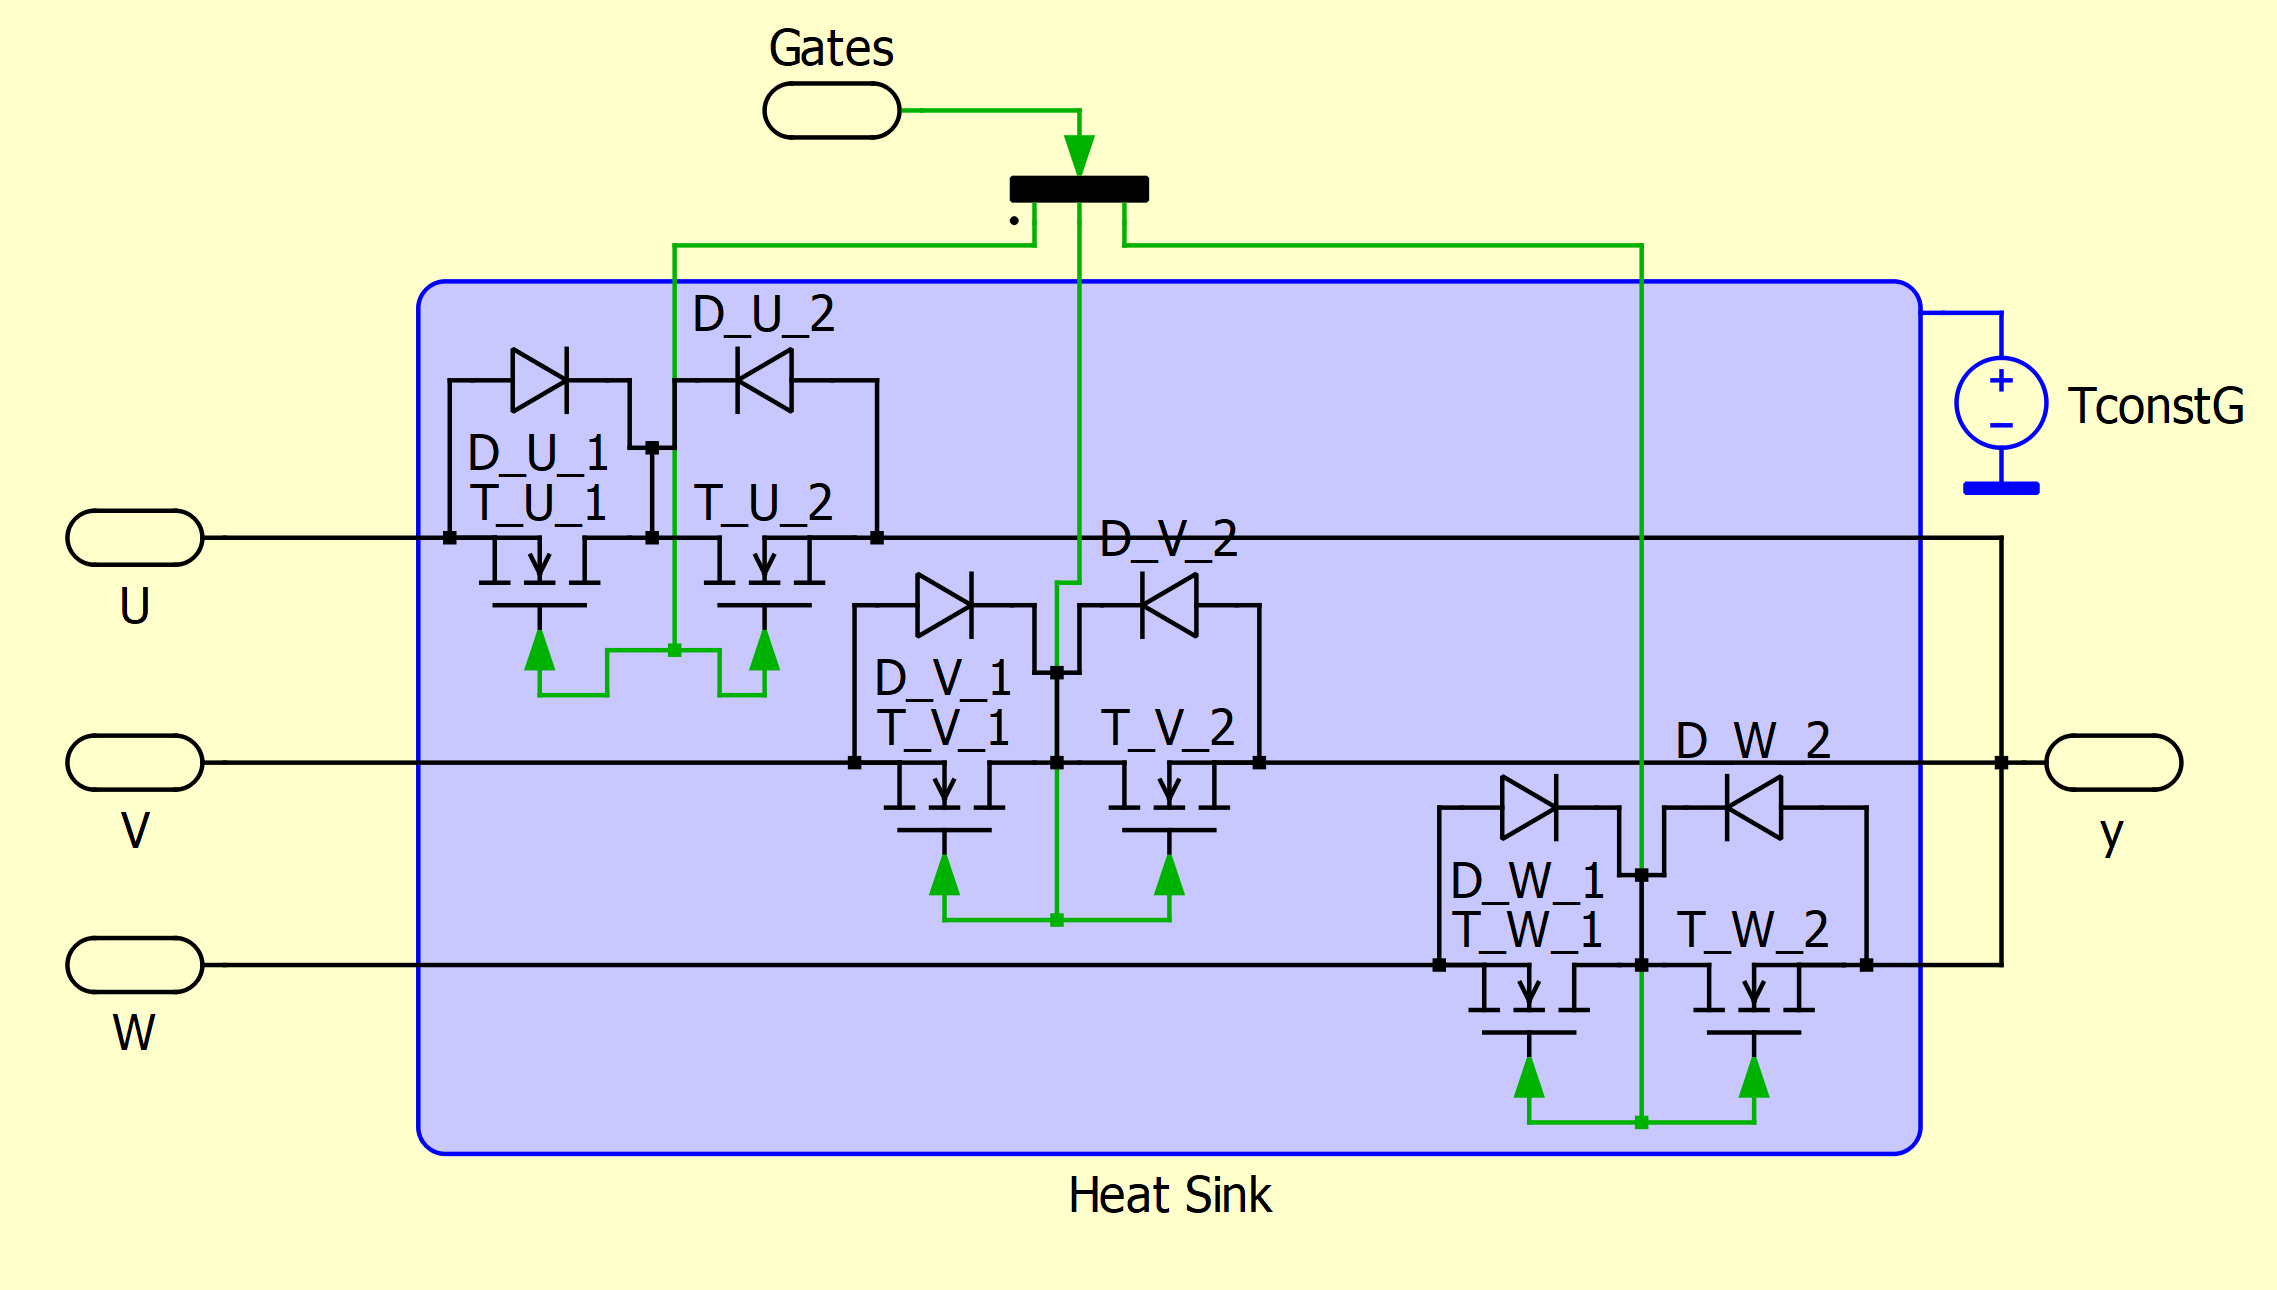 Gates
D_U_2
D_U_1
T_U_1
T_U_2
TconstG
U
D_V_2
D_V_1
T_V_1
T_V_2
V
D_W_2
y
D_W_1
T_W_1
T_W_2
W
Heat Sink